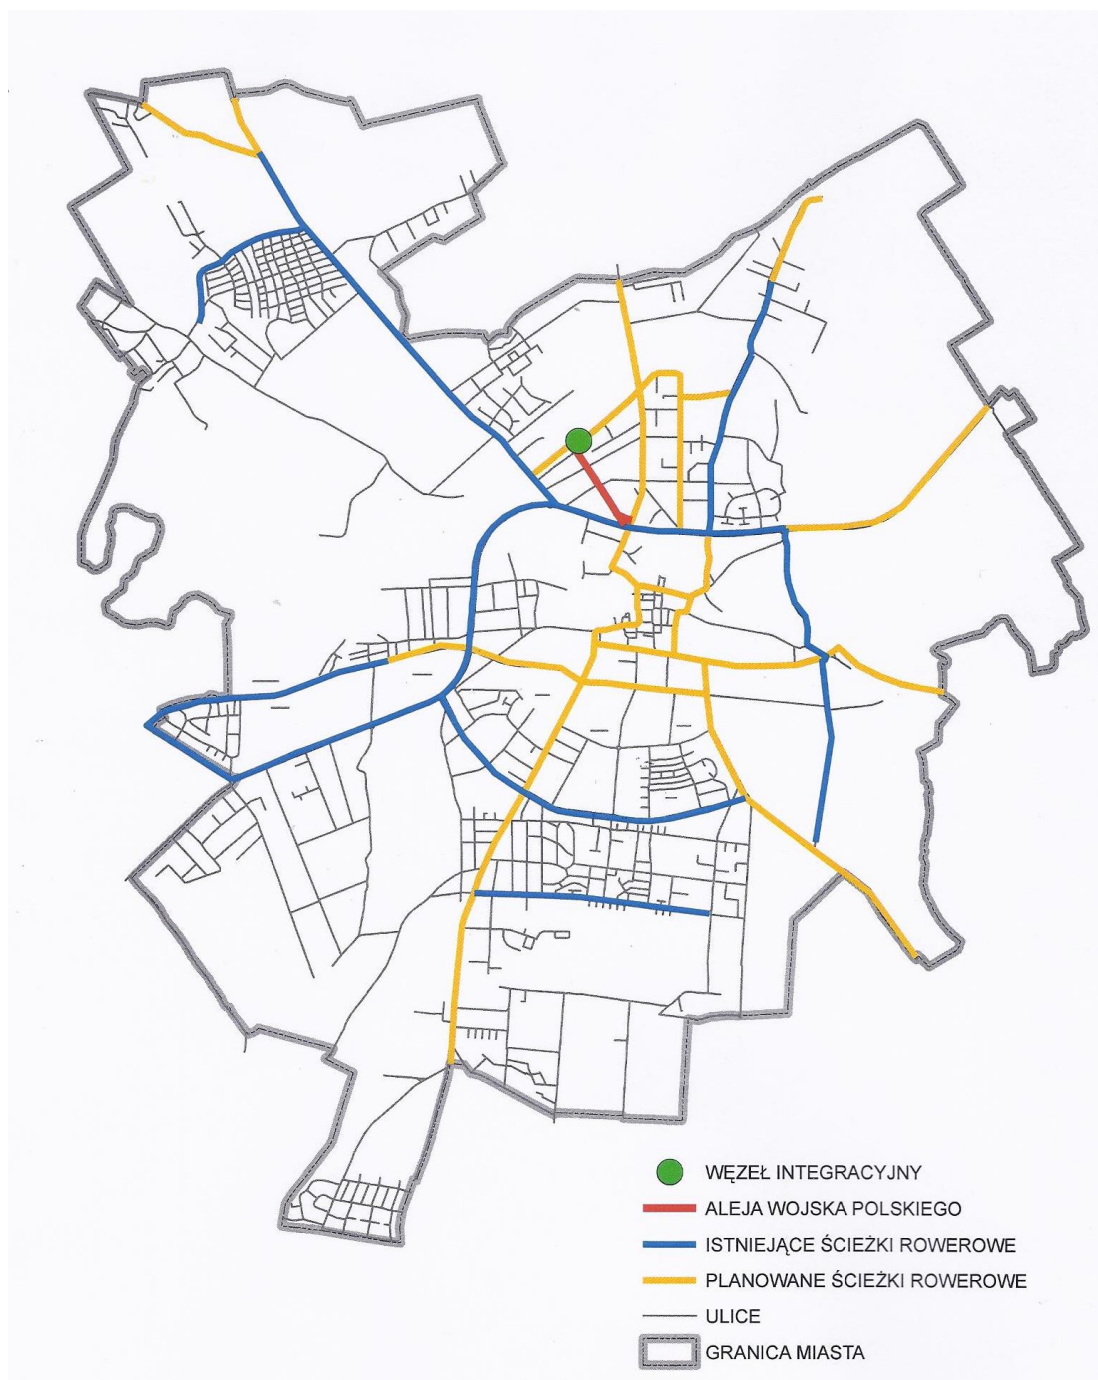 WĘZEŁ INTEGRACYJNY
ALEJA WOJSKA POLSKIEGO
ISTNIEJĄCE ŚCIEŻKI ROWEROWE
PLANOWANE ŚCIEŻKI ROWEROWE
ULICE
GRANICA MIASTA